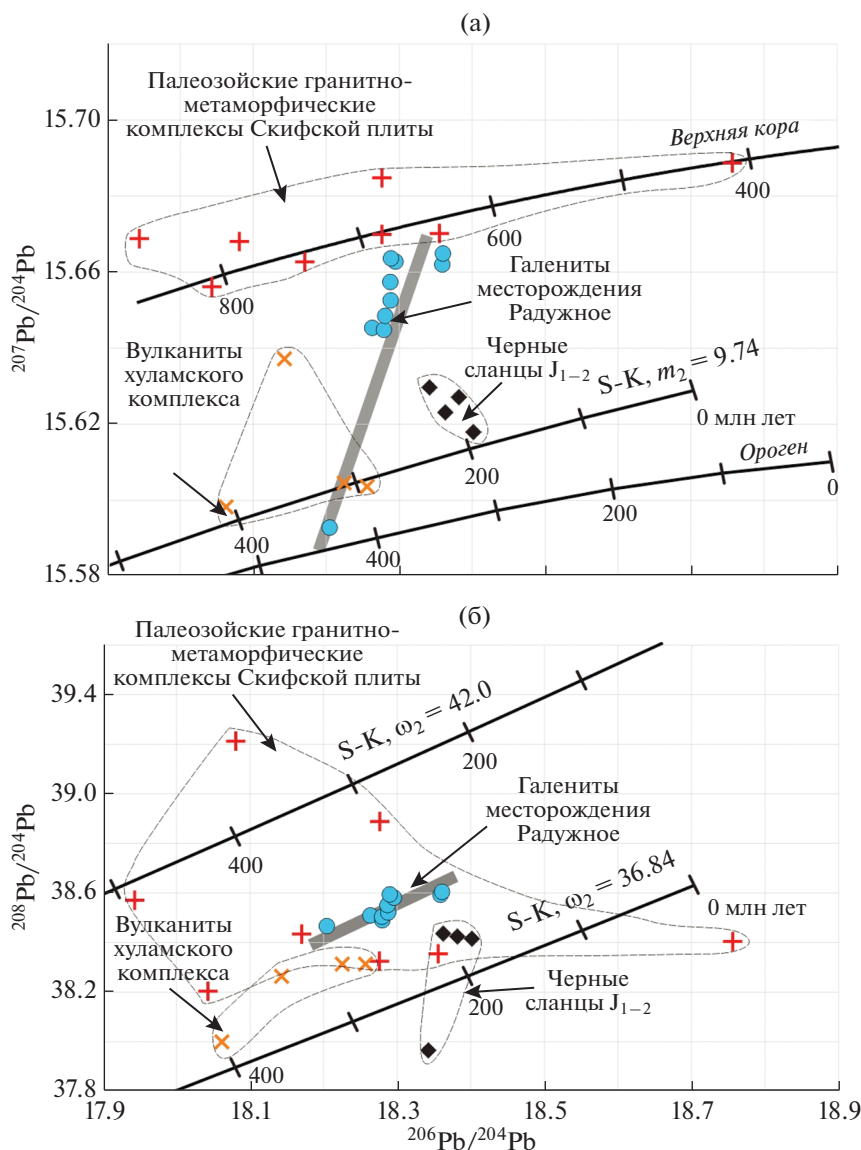 (а)
Палеозойские гранитно-
метаморфические
комплексы Скифской плиты
15.70
Верхняя кора
400
600
800
15.66
Галениты
месторождения
Радужное
²⁰⁷Pb/²⁰⁴Pb
Вулканиты
хуламского
комплекса
Черные
сланцы J₁₋₂
S-K, m₂ = 9.74
15.62
0 млн лет
200
Ороген
0
200
400
400
15.58
(б)
Палеозойские гранитно-
метаморфические
комплексы Скифской плиты
39.4
S-K, ω₂ = 42.0
200
39.0
Галениты
месторождения
Радужное
400
²⁰⁸Pb/²⁰⁴Pb
38.6
S-K, ω₂ = 36.84
0 млн лет
Вулканиты
хуламского
комплекса
38.2
200
Черные
сланцы J₁₋₂
400
37.8
17.9
18.1
18.3
18.5
18.7
18.9
²⁰⁶Pb/²⁰⁴Pb